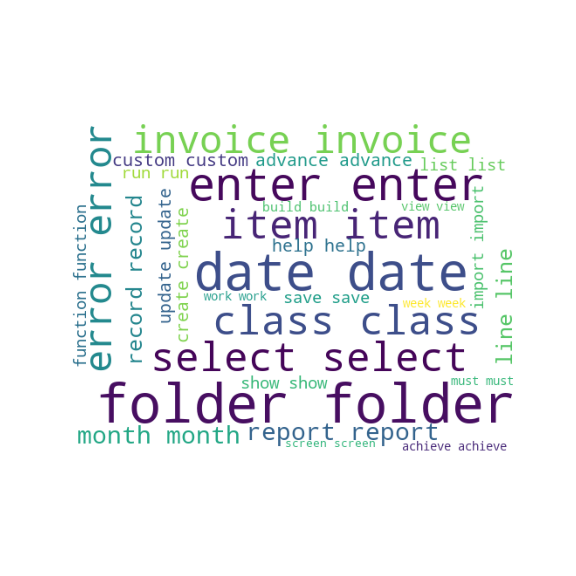 invoice invoice
custom custom
advance advance
list list
run run
enter enter
error error
build build
view view
item item
import import
function function
record record
update update
create create
help help
date date
work work
save save
week week
class class
line line
select select
show show
must must
folder folder
month month
report report
screen screen
achieve achieve